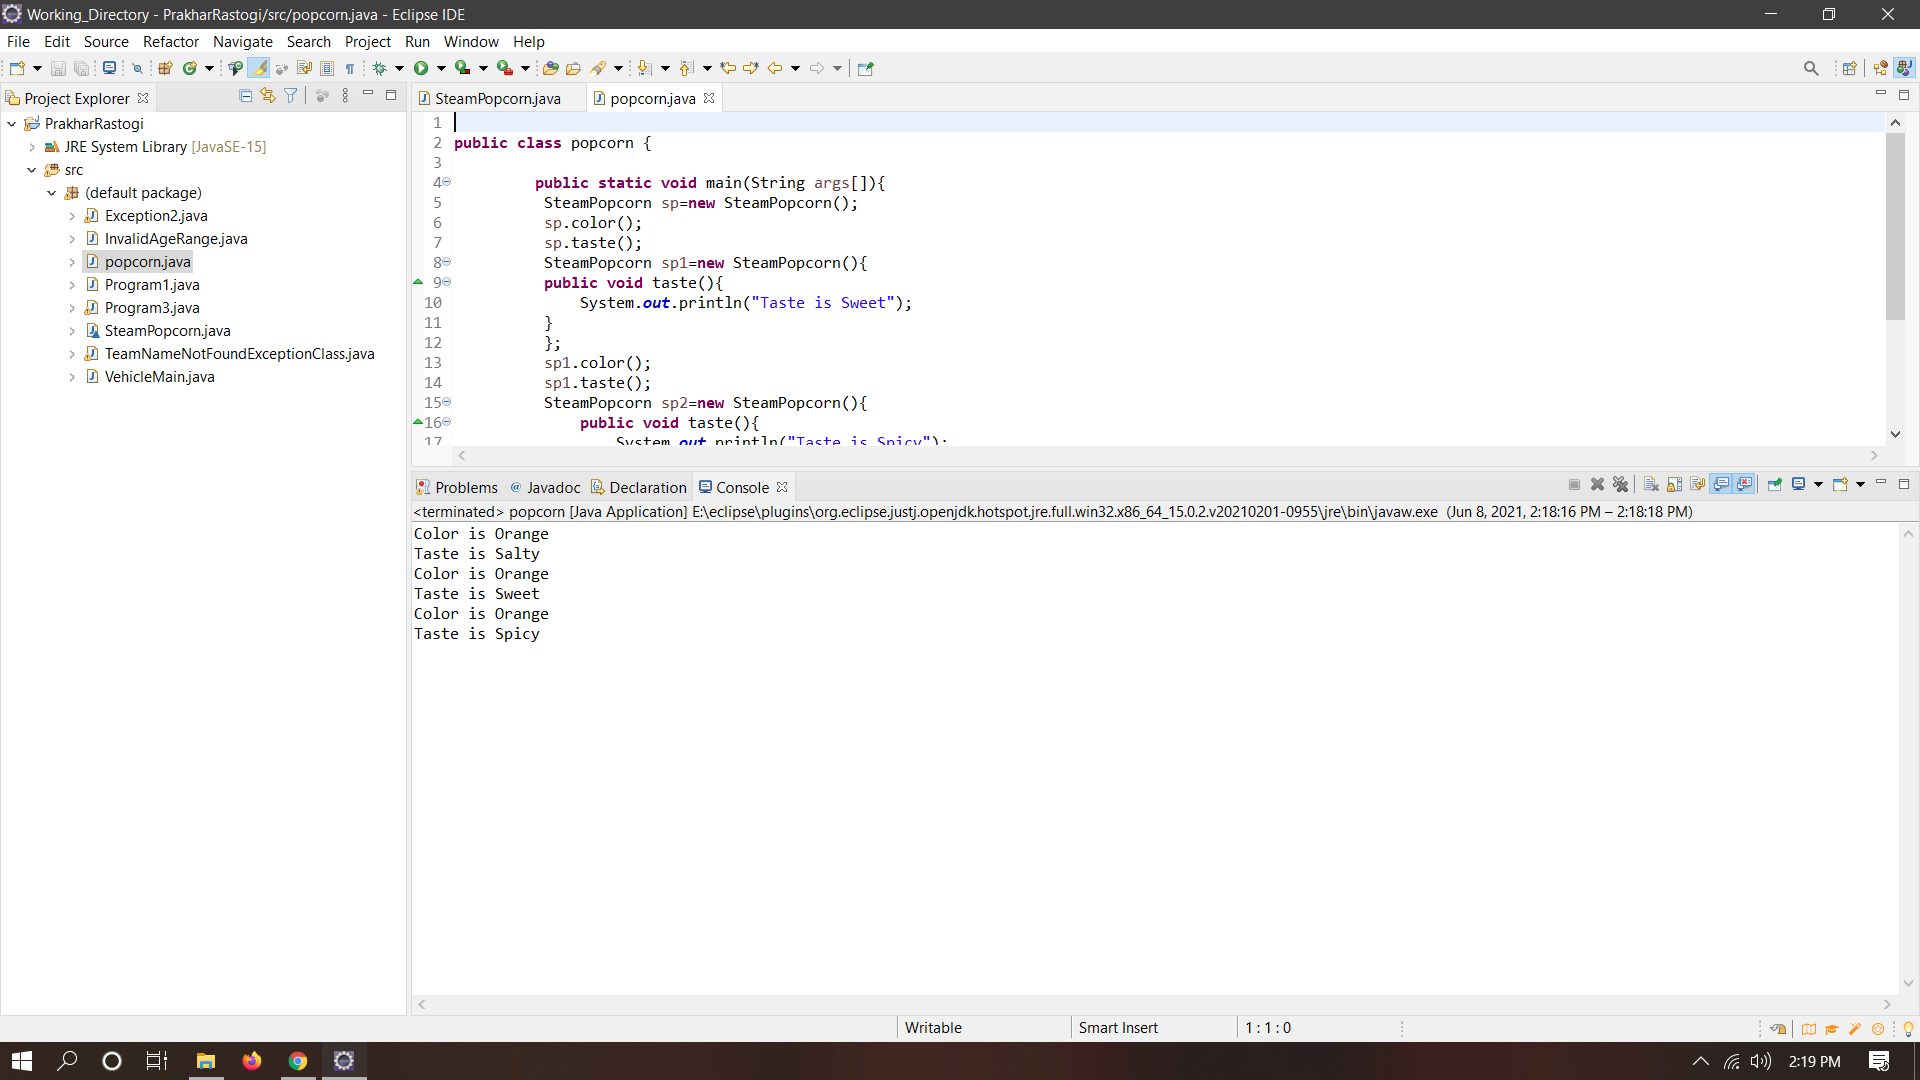 Working_Directory - PrakharRastogi/src/popcorn.java - Eclipse IDE
File Edit Source Refactor Navigate Search Project Run Window Help
Project Explorer
PrakharRastogi
JRE System Library [JavaSE-15]
src
(default package)
Exception2.java
InvalidAgeRange.java
popcorn.java
Program1.java
Program3.java
SteamPopcorn.java
TeamNameNotFoundExceptionClass.java
VehicleMain.java
SteamPopcorn.java popcorn.java
1
2 public class popcorn {
3
4 public static void main(String args[]){
5 SteamPopcorn sp=new SteamPopcorn();
6 sp.color();
7 sp.taste();
8 SteamPopcorn sp1=new SteamPopcorn(){
9 public void taste(){
10 System.out.println("Taste is Sweet");
11 }
12 };
13 sp1.color();
14 sp1.taste();
15 SteamPopcorn sp2=new SteamPopcorn(){
16 public void taste(){
17 System.out.println("Taste is Spicy");
Problems @ Javadoc Declaration Console
<terminated> popcorn [Java Application] E:\eclipse\plugins\org.eclipse.justj.openjdk.hotspot.jre.full.win32.x86_64_15.0.2.v20210201-0955\jre\bin\javaw.exe (Jun 8, 2021, 2:18:16 PM – 2:18:18 PM)
Color is Orange
Taste is Salty
Color is Orange
Taste is Sweet
Color is Orange
Taste is Spicy
Writable Smart Insert 1 : 1 : 0
2:19 PM